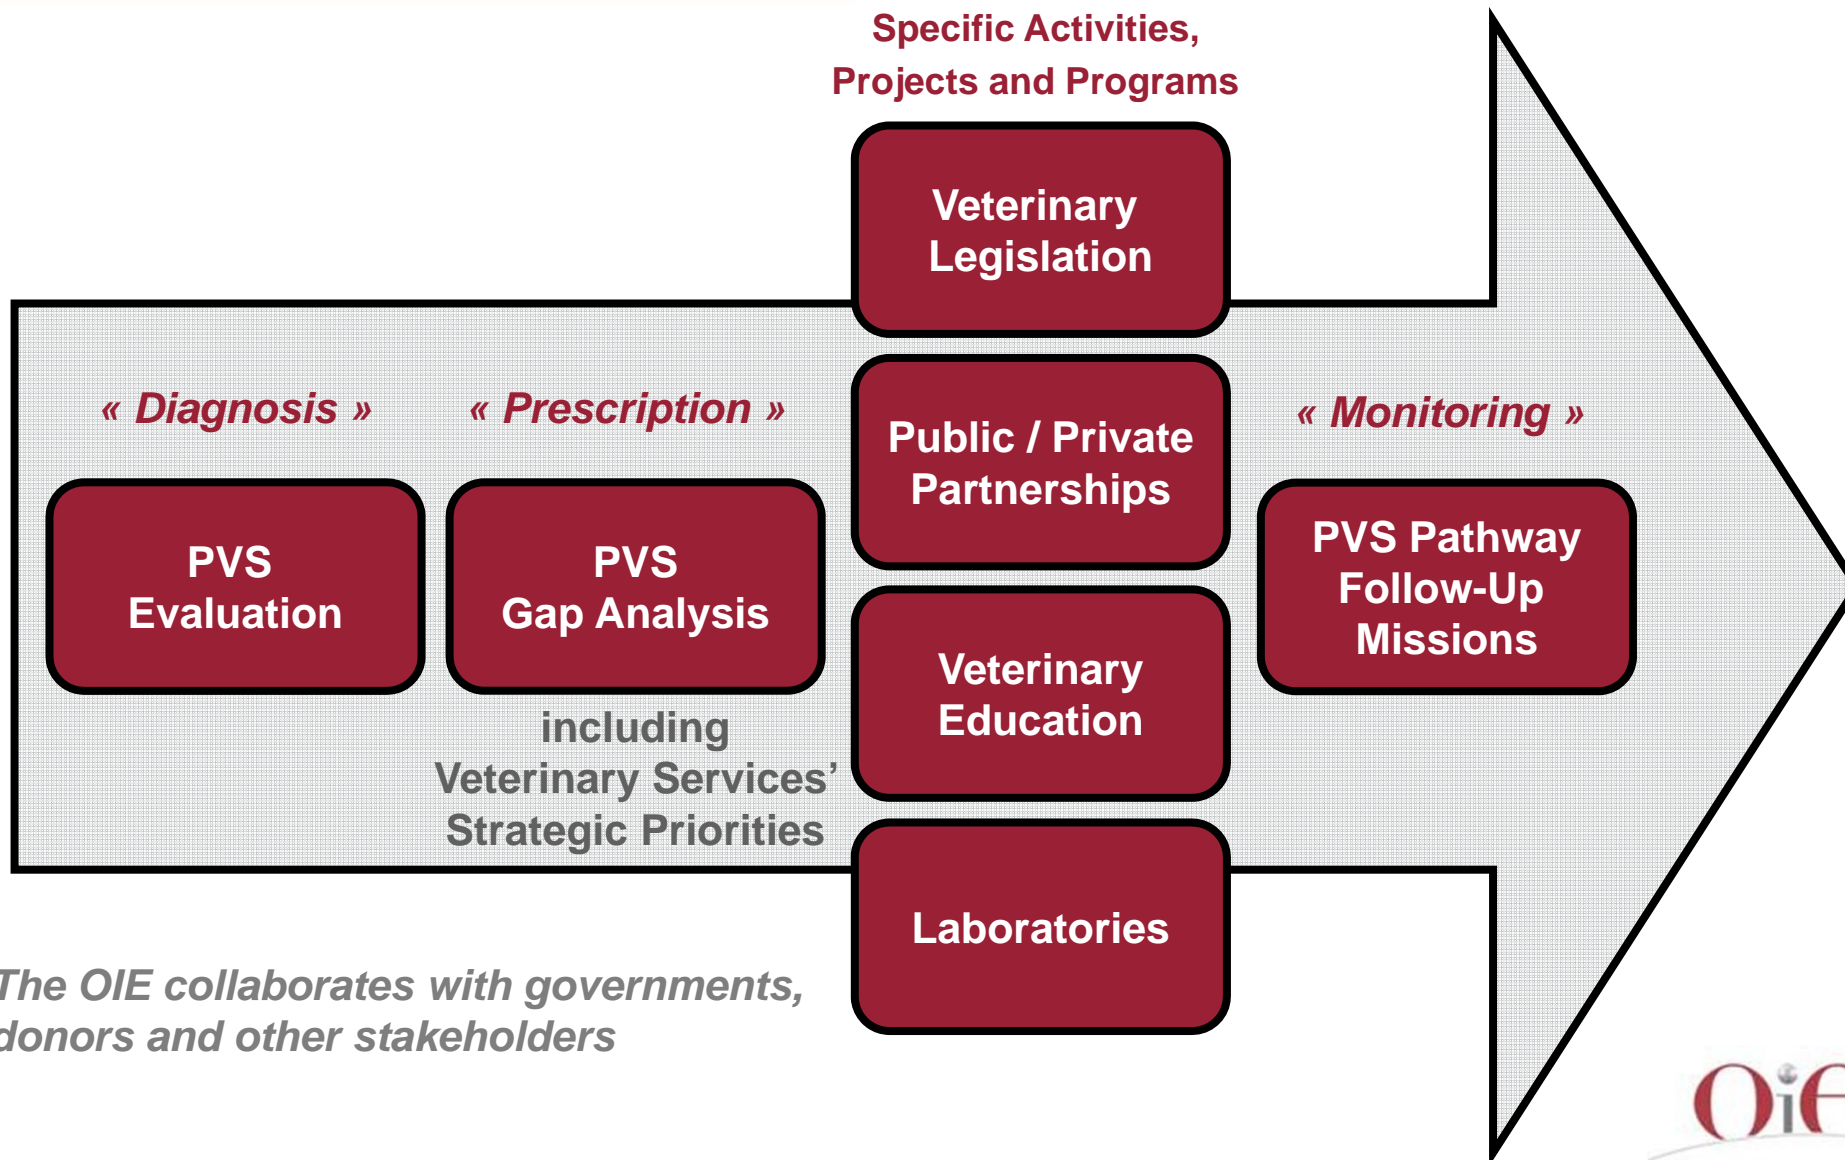 Specific Activities,
Projects and Programs
Veterinary
Legislation
« Diagnosis »
« Prescription »
Public / Private
Partnerships
« Monitoring »
PVS
Evaluation
PVS
Gap Analysis
PVS Pathway
Follow-Up
Missions
including
Veterinary Services’
Strategic Priorities
Veterinary
Education
Laboratories
The OIE collaborates with governments,
donors and other stakeholders
OiE